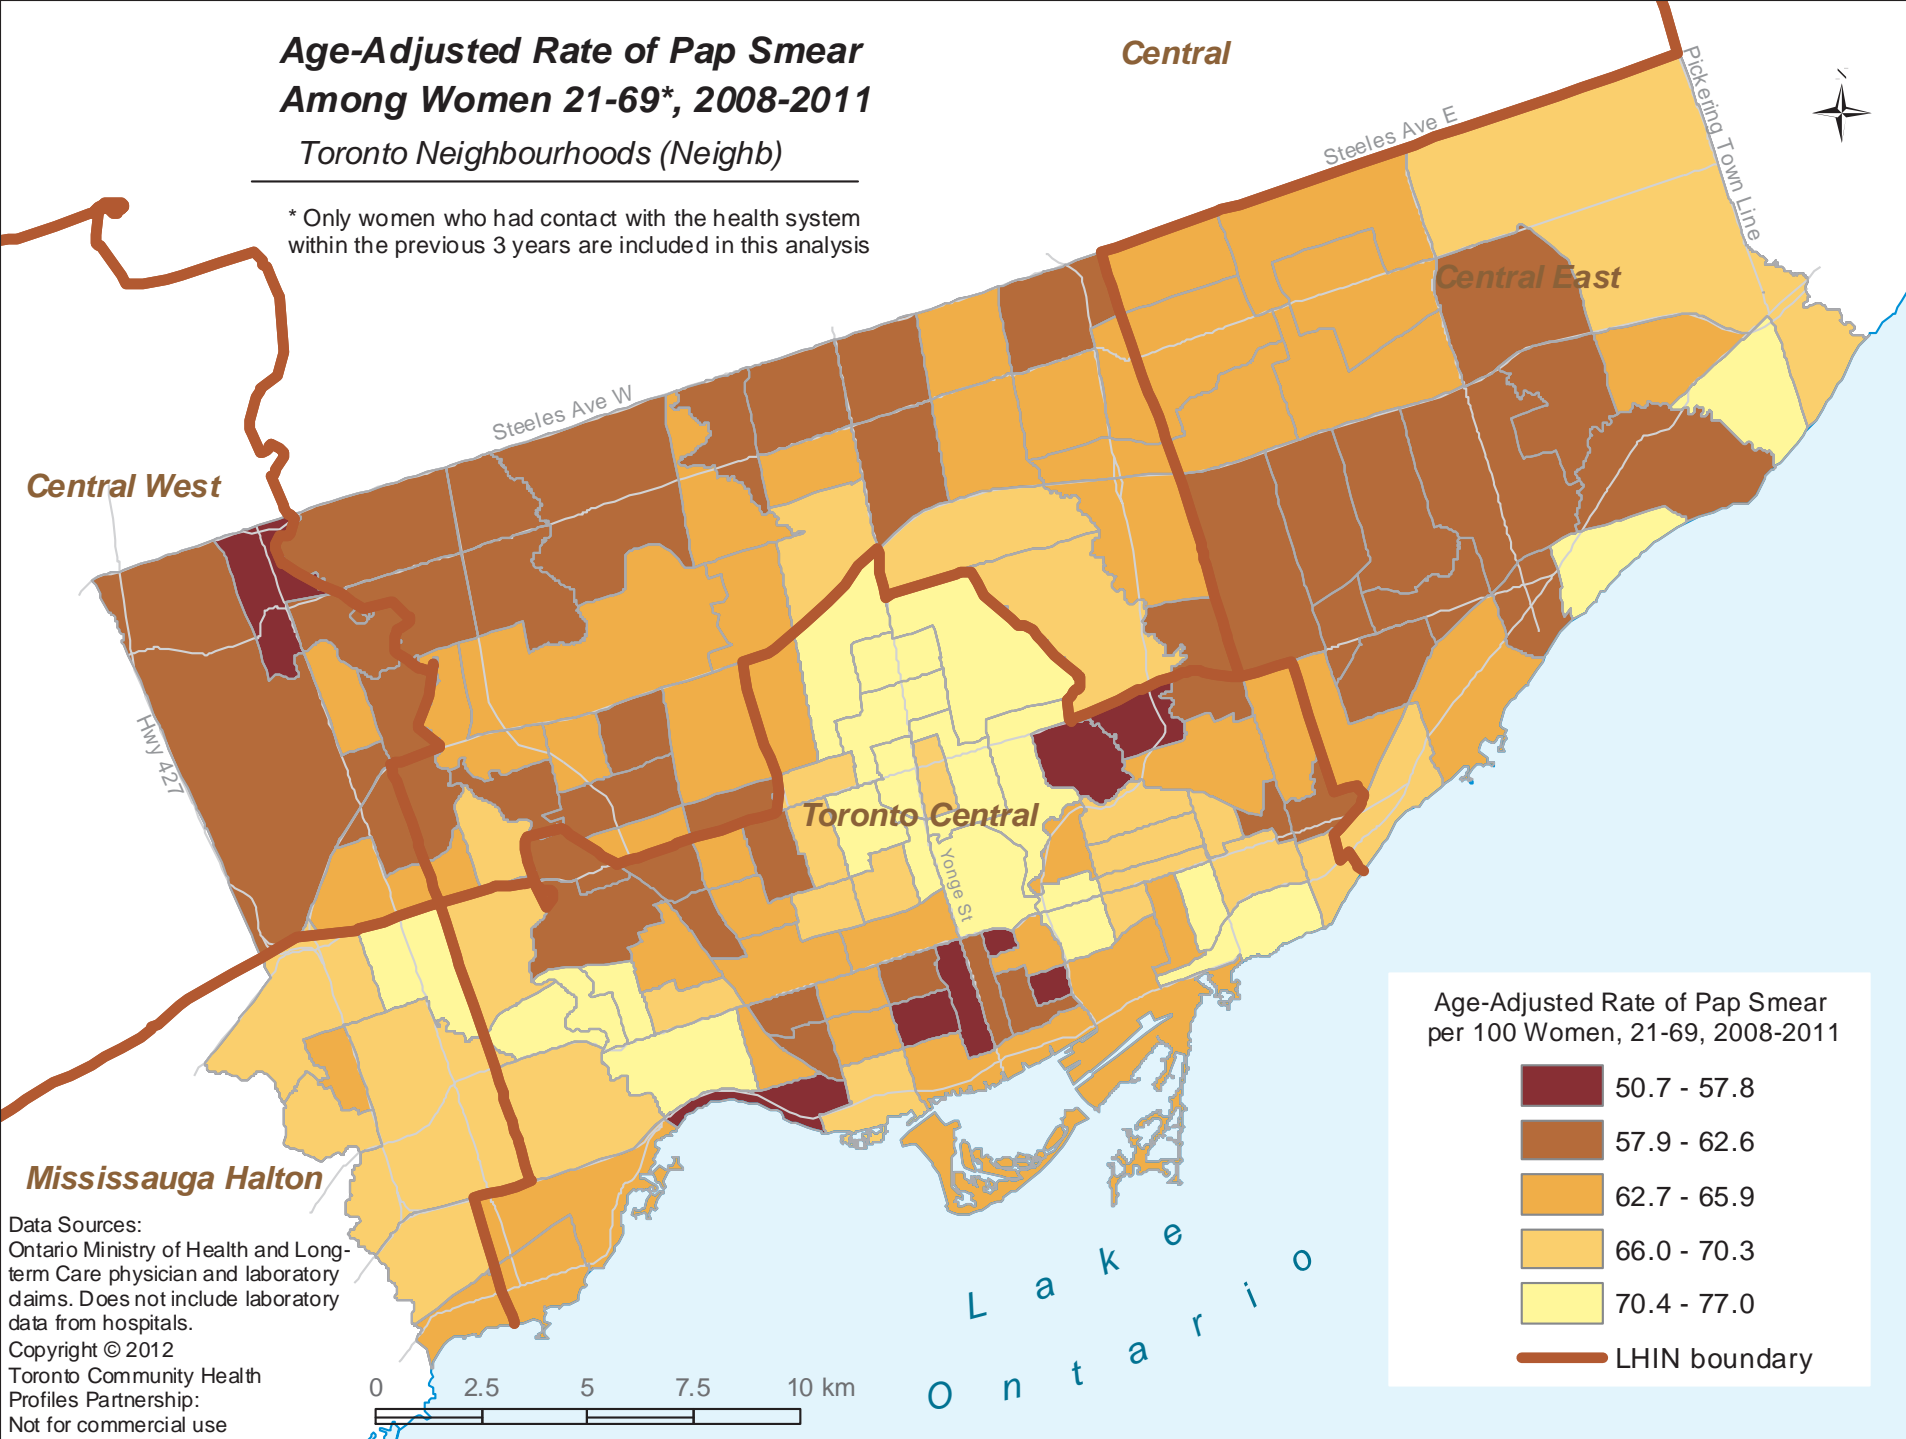 Age-Adjusted Rate of Pap Smear
Among Women 21-69*, 2008-2011
Toronto Neighbourhoods (Neighb)
* Only women who had contact with the health system
within the previous 3 years are included in this analysis
Central
N
Pickering Town Line
Steeles Ave E
Central East
Steeles Ave W
Central West
Hwy 427
Toronto Central
Yonge St
Mississauga Halton
Lake
Ontario
Age-Adjusted Rate of Pap Smear
per 100 Women, 21-69, 2008-2011
50.7 - 57.8
57.9 - 62.6
62.7 - 65.9
66.0 - 70.3
70.4 - 77.0
LHIN boundary
Data Sources:
Ontario Ministry of Health and Long-
term Care physician and laboratory
claims. Does not include laboratory
data from hospitals.
Copyright © 2012
Toronto Community Health
Profiles Partnership:
Not for commercial use
0 2.5 5 7.5 10 km